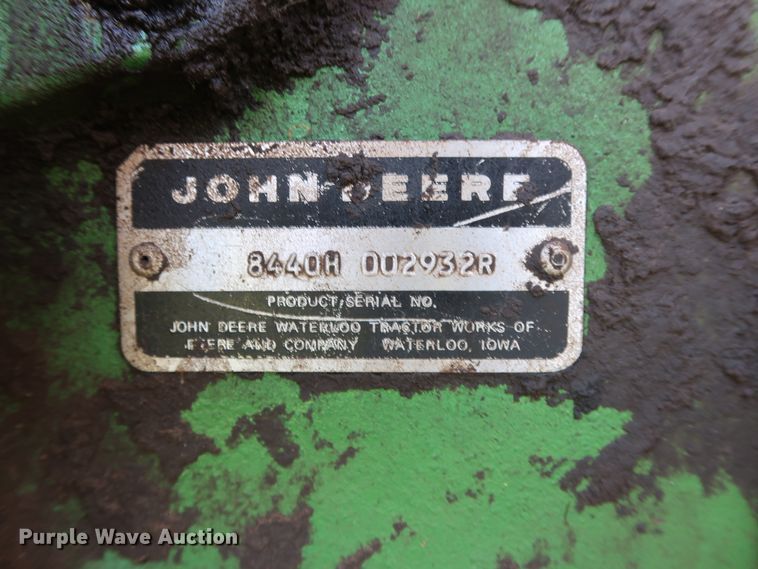 JOHN DEERE
8440H 002932R
PRODUCT SERIAL NO.
JOHN DEERE WATERLOO TRACTOR WORKS OF
DEERE AND COMPANY WATERLOO, IOWA
Purple Wave Auction